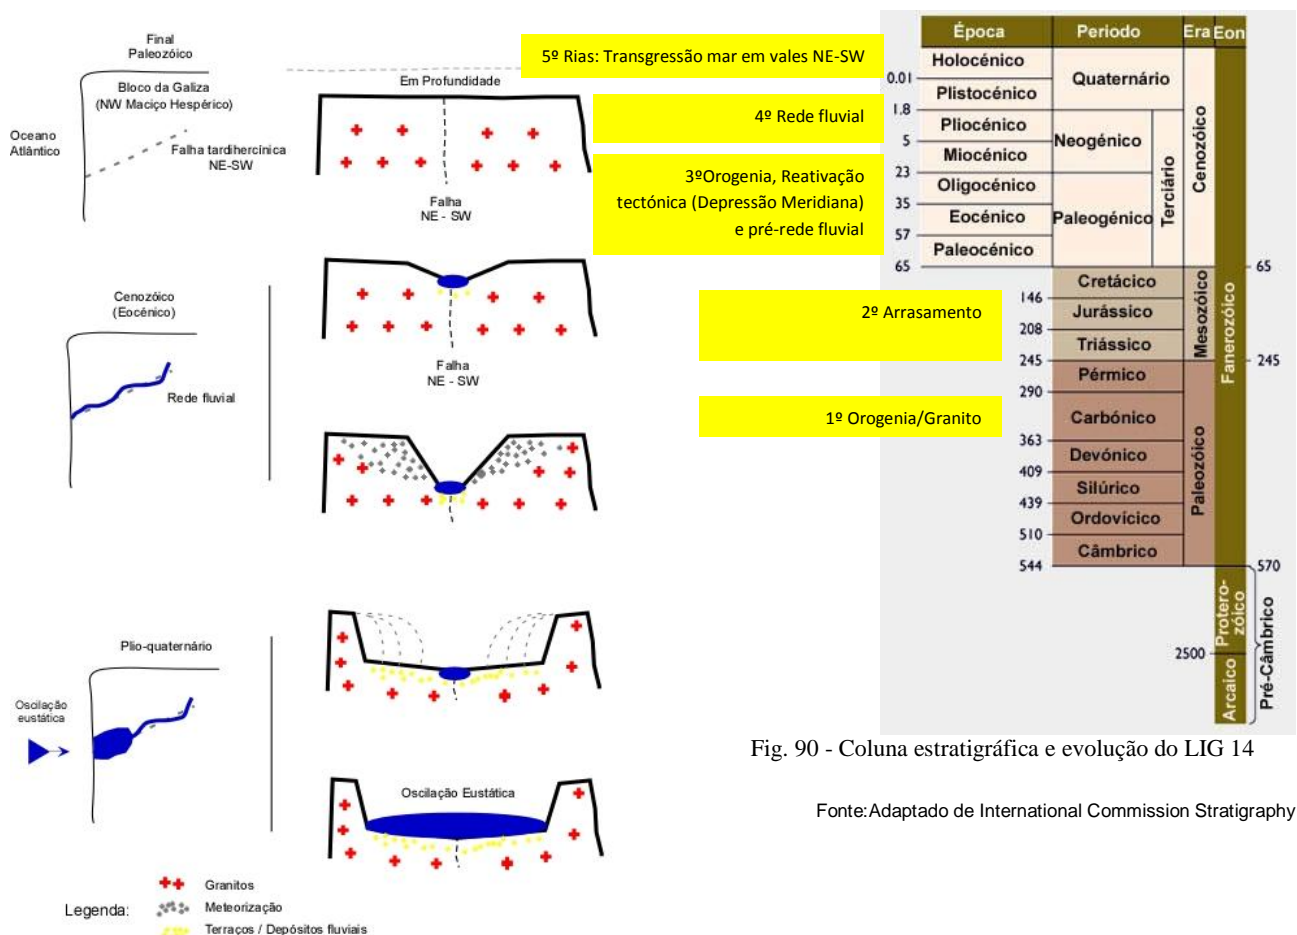 Final
Paleozóico
Bloco da Galiza
(NW Maciço Hespérico)
Oceano
Atlântico
Falha tardihercínica
NE-SW
Em Profundidade
Falha
NE - SW
Cenozóico
(Eocénico)
Rede fluvial
Falha
NE - SW
Plio-quaternário
Oscilação
eustática
Oscilação Eustática
Legenda:
Granitos
Meteorização
Terraços / Depósitos fluviais
5º Rias: Transgressão mar em vales NE-SW
4º Rede fluvial
3ºOrogenia, Reativação
tectónica (Depressão Meridiana)
e pré-rede fluvial
2º Arrasamento
1º Orogenia/Granito
Época Periodo Era Eon
Holocénico
0.01
Plistocénico
Quaternário
1.8
Pliocénico
5
Miocénico
Neogénico
23
Oligocénico
35
Eocénico
57
Paleocénico
Paleogénico
65
Terciário
Cenozóico
65
Cretácico
146
Jurássico
208
Triássico
245
Mesozóico
245
Pérmico
290
Carbónico
363
Devónico
409
Silúrico
439
Ordovícico
510
Câmbrico
544
Paleozóico
Fanerozóico
570
Protero-
zóico
2500
Arcaico
Pré-Câmbrico
Fig. 90 - Coluna estratigráfica e evolução do LIG 14
Fonte:Adaptado de International Commission Stratigraphy